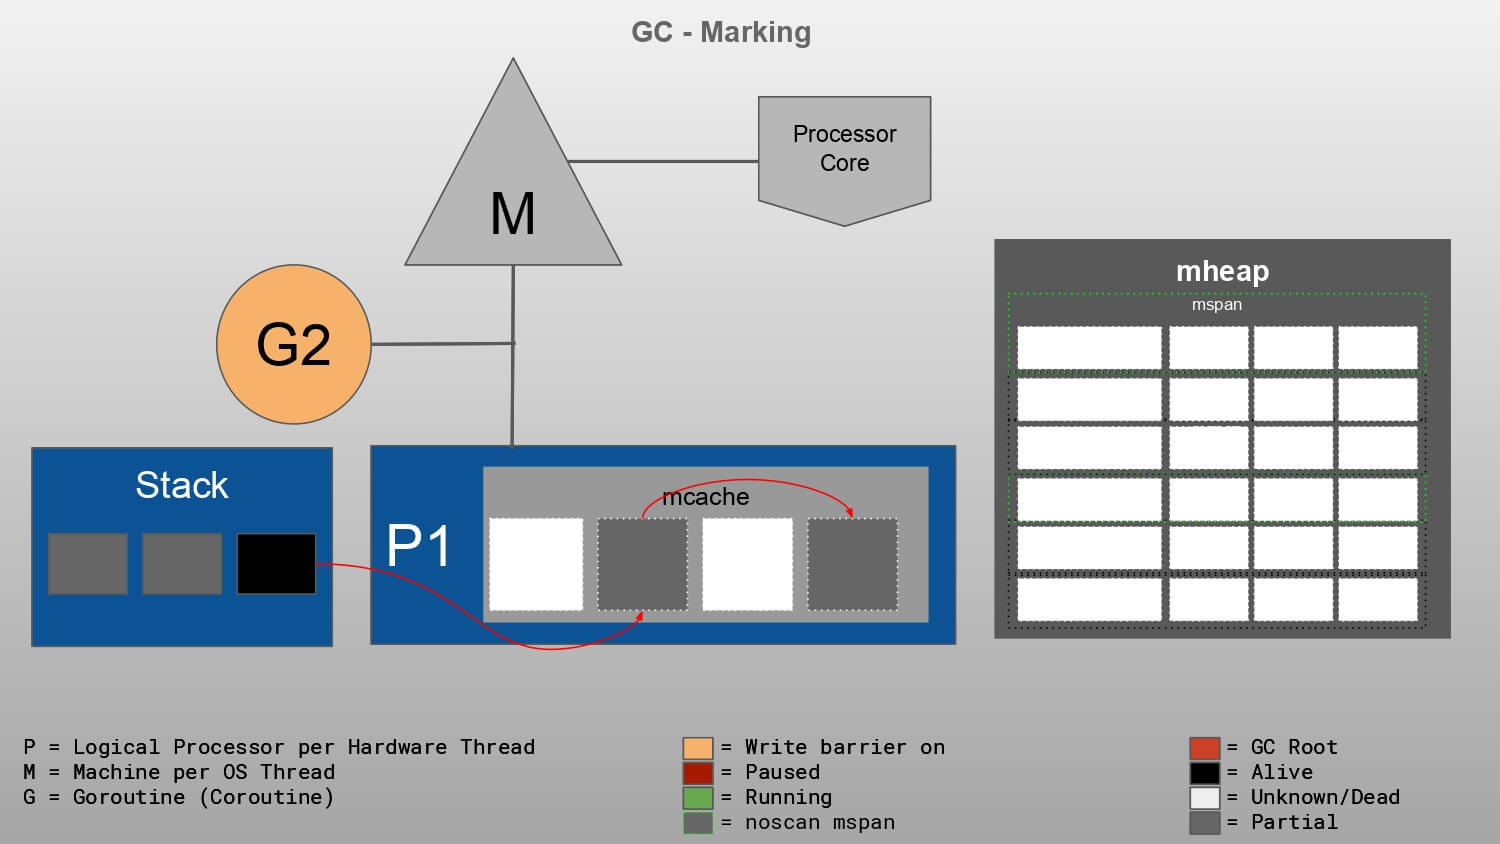 GC - Marking
Processor
Core
M
G2
mheap
mspan
Stack
P1
mcache
P = Logical Processor per Hardware Thread
M = Machine per OS Thread
G = Goroutine (Coroutine)
= Write barrier on
= Paused
= Running
= noscan mspan
= GC Root
= Alive
= Unknown/Dead
= Partial